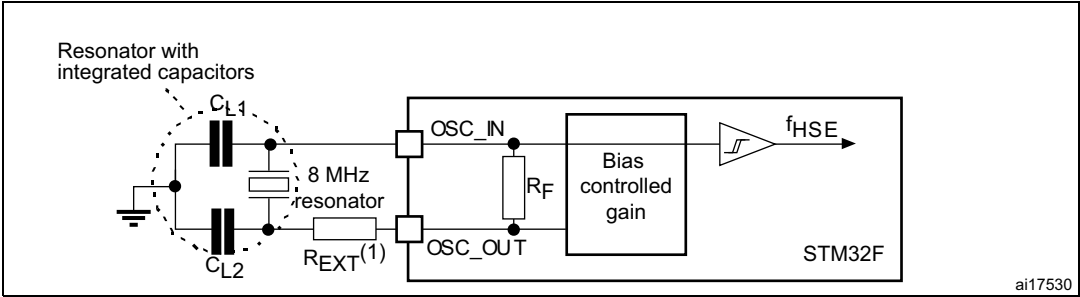 Resonator with
integrated capacitors
CL1
OSC_IN
fHSE
8 MHz
resonator
RF
Bias
controlled
gain
REXT(1)
OSC_OUT
CL2
STM32F
ai17530